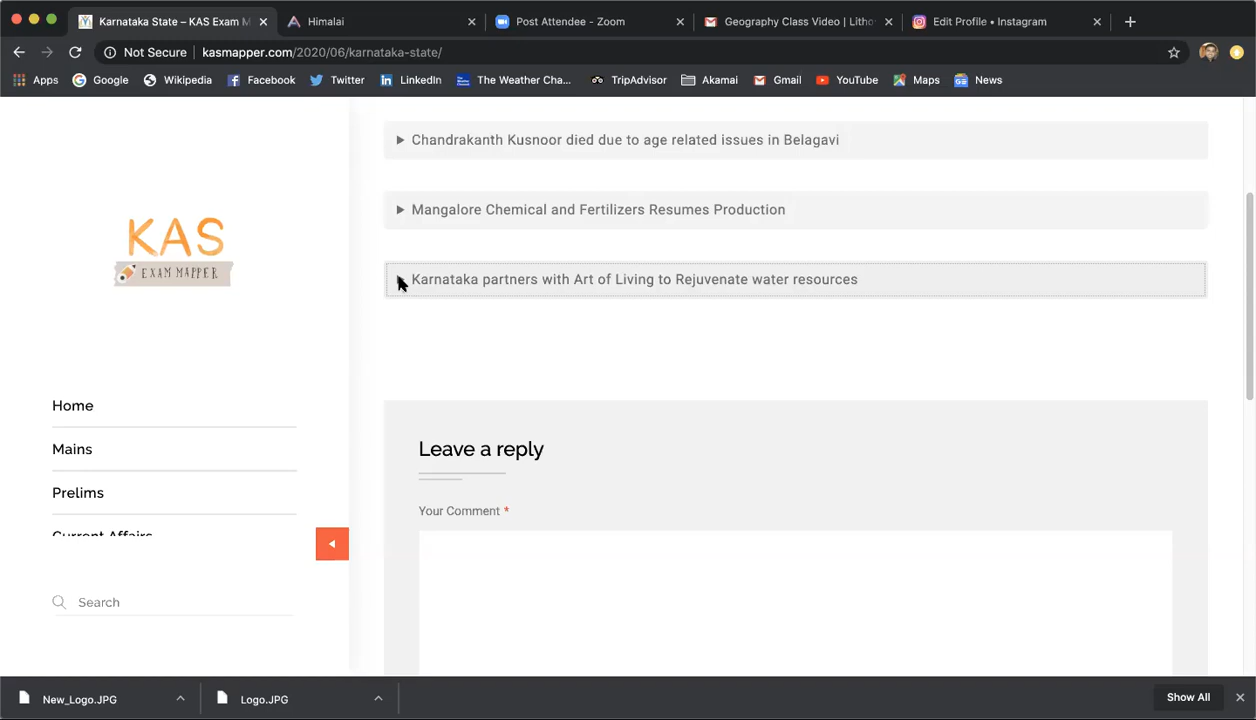 Karnataka State – KAS Exam M
Himalai
Post Attendee - Zoom
Geography Class Video | Litho
Edit Profile • Instagram
Not Secure
kasmapper.com/2020/06/karnataka-state/
Apps
Google
Wikipedia
Facebook
Twitter
LinkedIn
The Weather Cha...
TripAdvisor
Akamai
Gmail
YouTube
Maps
News
Chandrakanth Kusnoor died due to age related issues in Belagavi
Mangalore Chemical and Fertilizers Resumes Production
Karnataka partners with Art of Living to Rejuvenate water resources
KAS
EXAM MAPPER
Home
Mains
Prelims
Current Affairs
Search
Leave a reply
Your Comment *
New_Logo.JPG
Logo.JPG
Show All